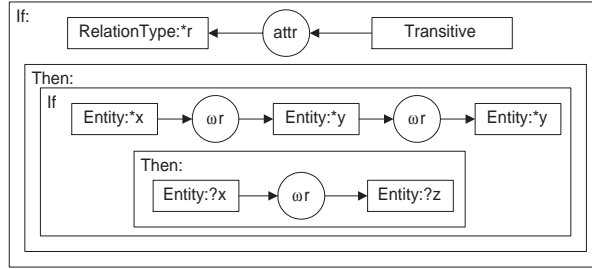 If:
RelationType:*r attr Transitive
Then:
If
Entity:*x ωr Entity:*y ωr Entity:*y
Then:
Entity:?x ωr Entity:?z